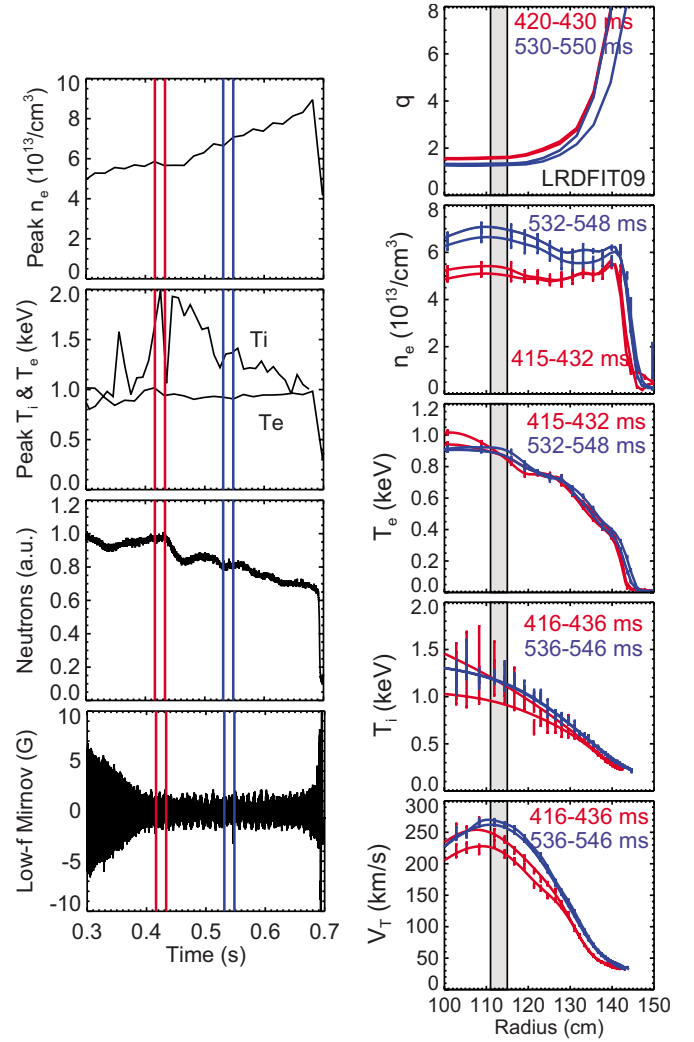 Peak n_e (10^13/cm^3)
10
8
6
4
2
0
Peak T_i & T_e (keV)
2.0
1.5
1.0
0.5
0.0
Ti
Te
Neutrons (a.u.)
1.2
1.0
0.8
0.6
0.4
0.2
0.0
Low-f Mirnov (G)
10
5
0
-5
-10
0.3 0.4 0.5 0.6 0.7
Time (s)
q
8
6
4
2
0
420-430 ms
530-550 ms
LRDFIT09
n_e (10^13/cm^3)
8
6
4
2
0
532-548 ms
415-432 ms
T_e (keV)
1.2
1.0
0.8
0.6
0.4
0.2
0.0
415-432 ms
532-548 ms
T_i (keV)
2.0
1.5
1.0
0.5
0.0
416-436 ms
536-546 ms
V_T (km/s)
300
250
200
150
100
50
0
416-436 ms
536-546 ms
100 110 120 130 140 150
Radius (cm)